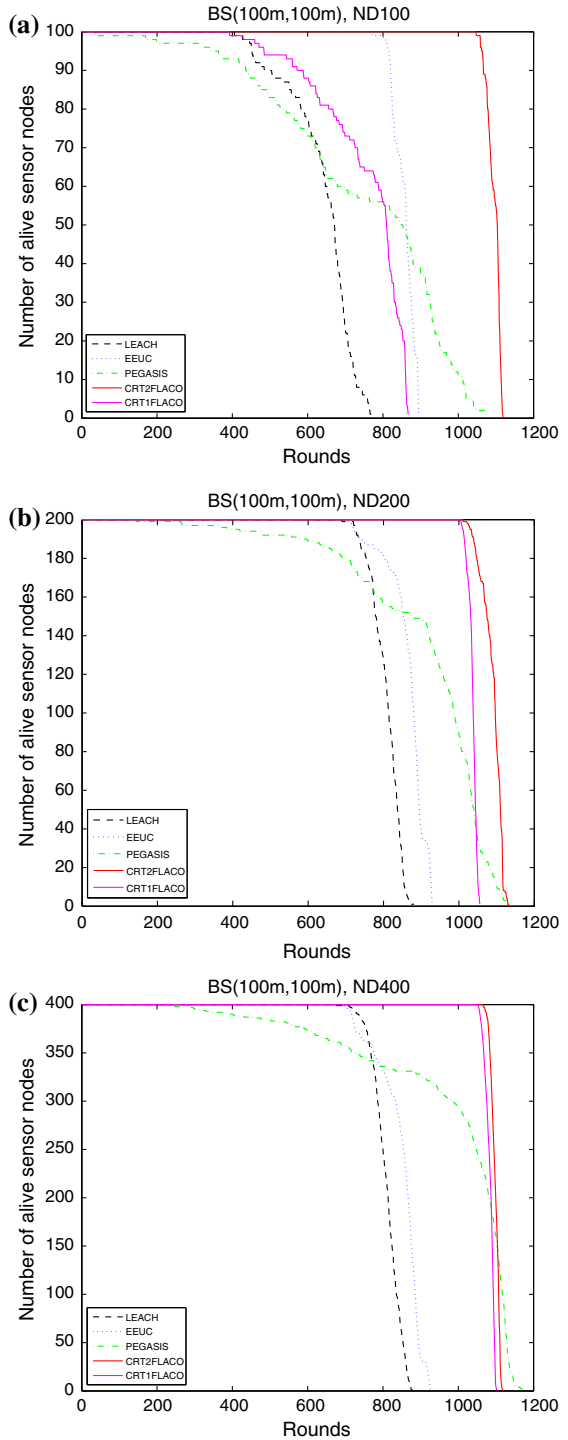 (a)
BS(100m,100m), ND100
Number of alive sensor nodes
100
90
80
70
60
50
40
30
20
10
0
LEACH
EEUC
PEGASIS
CRT2FLACO
CRT1FLACO
0 200 400 600 800 1000 1200
Rounds
(b)
BS(100m,100m), ND200
Number of alive sensor nodes
200
180
160
140
120
100
80
60
40
20
0
LEACH
EEUC
PEGASIS
CRT2FLACO
CRT1FLACO
0 200 400 600 800 1000 1200
Rounds
(c)
BS(100m,100m), ND400
Number of alive sensor nodes
400
350
300
250
200
150
100
50
0
LEACH
EEUC
PEGASIS
CRT2FLACO
CRT1FLACO
0 200 400 600 800 1000 1200
Rounds